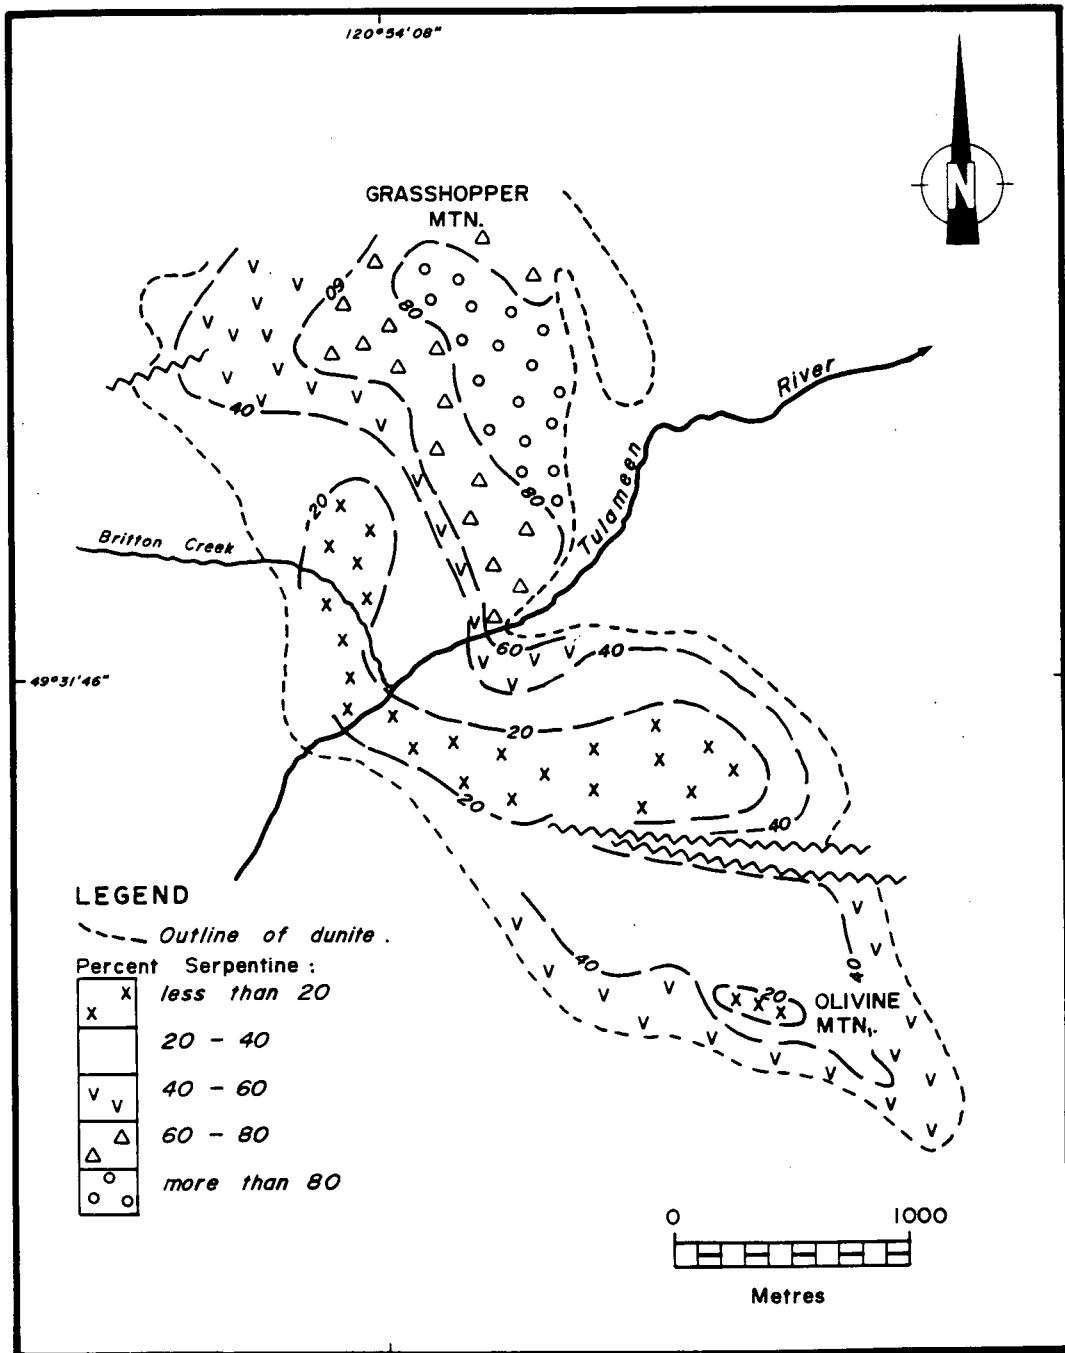 120°54'08"
N
GRASSHOPPER
MTN.
60
80
40
River
20
80
Tulameen
Britton Creek
60
40
49°31'46"
20
20
40
LEGEND
Outline of dunite.
Percent Serpentine:
x x less than 20
20 - 40
v v 40 - 60
60 - 80
more than 80
40
40
20
OLIVINE
MTN.
0 1000
Metres